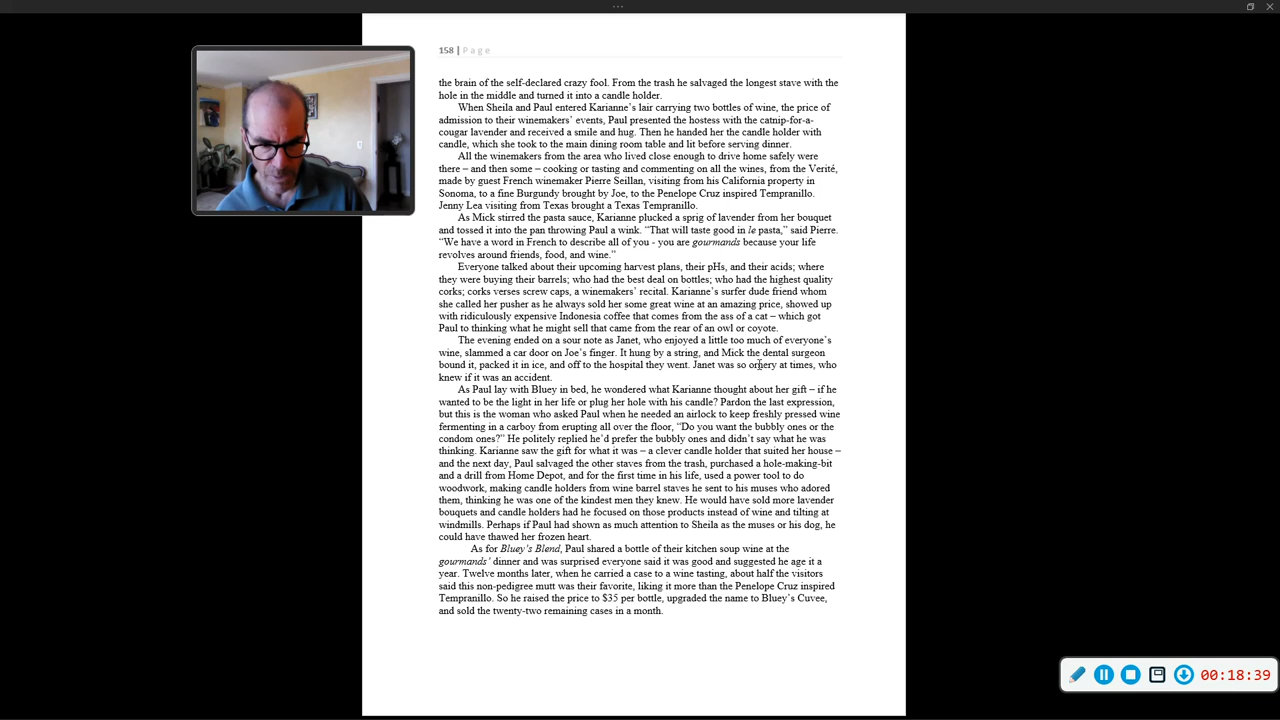 158 | Page
the brain of the self-declared crazy fool. From the trash he salvaged the longest stave with the
hole in the middle and turned it into a candle holder.
When Sheila and Paul entered Karianne’s lair carrying two bottles of wine, the price of
admission to their winemakers’ events, Paul presented the hostess with the catnip-for-a-
cougar lavender and received a smile and hug. Then he handed her the candle holder with
candle, which she took to the main dining room table and lit before serving dinner.
All the winemakers from the area who lived close enough to drive home safely were
there – and then some – cooking or tasting and commenting on all the wines, from the Verité,
made by guest French winemaker Pierre Seillan, visiting from his California property in
Sonoma, to a fine Burgundy brought by Joe, to the Penelope Cruz inspired Tempranillo.
Jenny Lea visiting from Texas brought a Texas Tempranillo.
As Mick stirred the pasta sauce, Karianne plucked a sprig of lavender from her bouquet
and tossed it into the pan throwing Paul a wink. “That will taste good in le pasta,” said Pierre.
“We have a word in French to describe all of you - you are gourmands because your life
revolves around friends, food, and wine.”
Everyone talked about their upcoming harvest plans, their pHs, and their acids; where
they were buying their barrels; who had the best deal on bottles; who had the highest quality
corks; corks verses screw caps, a winemakers’ recital. Karianne’s surfer dude friend whom
she called her pusher as he always sold her some great wine at an amazing price, showed up
with ridiculously expensive Indonesia coffee that comes from the ass of a cat – which got
Paul to thinking what he might sell that came from the rear of an owl or coyote.
The evening ended on a sour note as Janet, who enjoyed a little too much of everyone’s
wine, slammed a car door on Joe’s finger. It hung by a string, and Mick the dental surgeon
bound it, packed it in ice, and off to the hospital they went. Janet was so ornery at times, who
knew if it was an accident.
As Paul lay with Bluey in bed, he wondered what Karianne thought about her gift – if he
wanted to be the light in her life or plug her hole with his candle? Pardon the last expression,
but this is the woman who asked Paul when he needed an airlock to keep freshly pressed wine
fermenting in a carboy from erupting all over the floor, “Do you want the bubbly ones or the
condom ones?” He politely replied he’d prefer the bubbly ones and didn’t say what he was
thinking. Karianne saw the gift for what it was – a clever candle holder that suited her house –
and the next day, Paul salvaged the other staves from the trash, purchased a hole-making-bit
and a drill from Home Depot, and for the first time in his life, used a power tool to do
woodwork, making candle holders from wine barrel staves he sent to his muses who adored
them, thinking he was one of the kindest men they knew. He would have sold more lavender
bouquets and candle holders had he focused on those products instead of wine and tilting at
windmills. Perhaps if Paul had shown as much attention to Sheila as the muses or his dog, he
could have thawed her frozen heart.
As for Bluey’s Blend, Paul shared a bottle of their kitchen soup wine at the
gourmands’ dinner and was surprised everyone said it was good and suggested he age it a
year. Twelve months later, when he carried a case to a wine tasting, about half the visitors
said this non-pedigree mutt was their favorite, liking it more than the Penelope Cruz inspired
Tempranillo. So he raised the price to $35 per bottle, upgraded the name to Bluey’s Cuvee,
and sold the twenty-two remaining cases in a month.
00:18:39